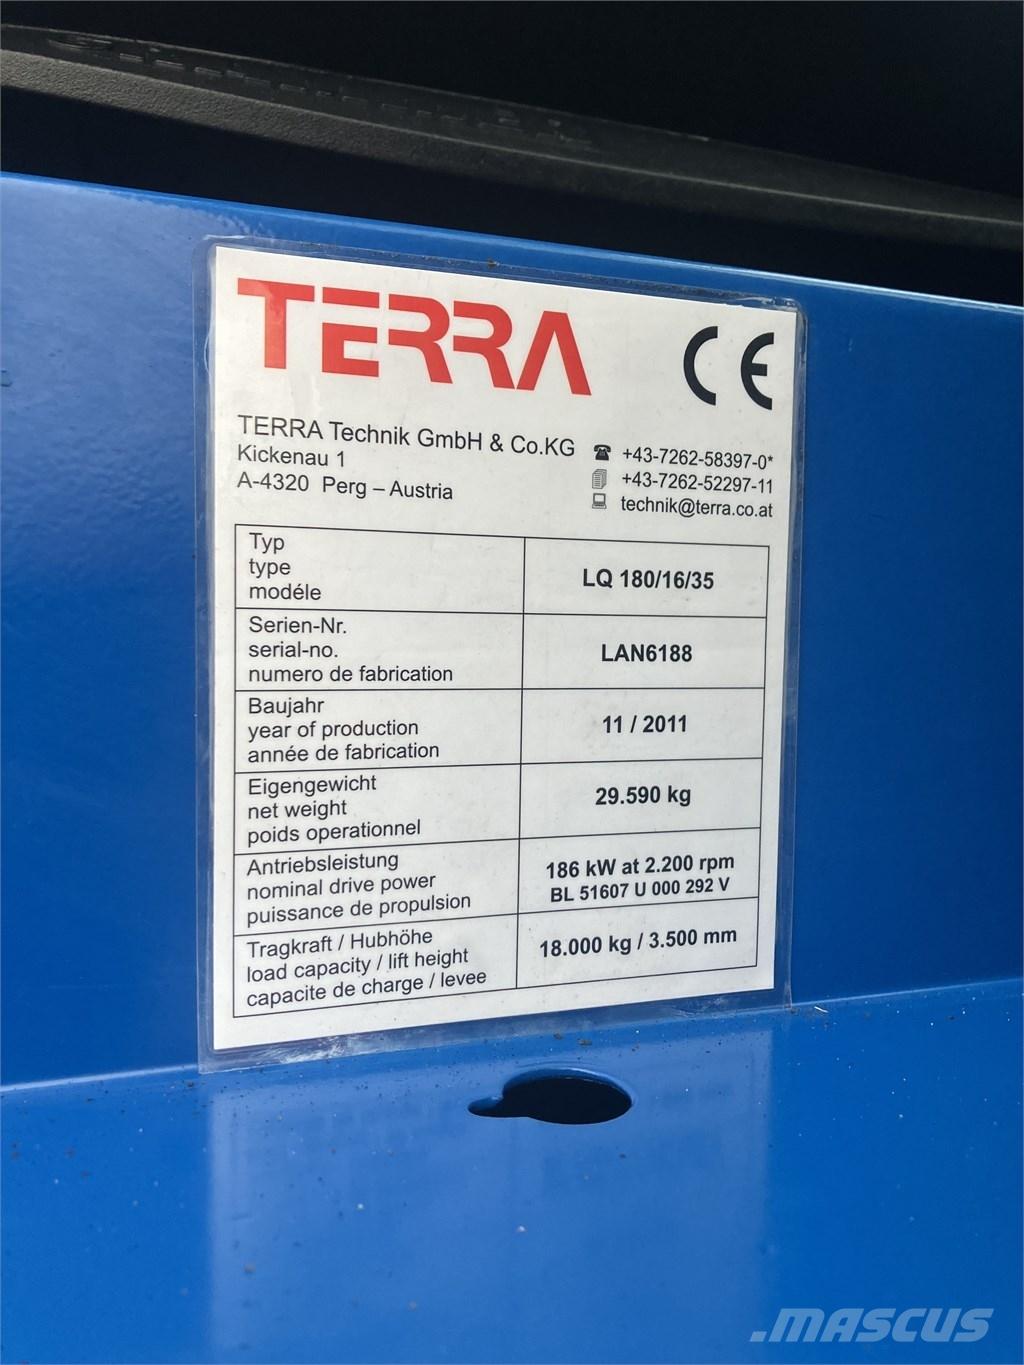 TERRA CE
TERRA Technik GmbH & Co.KG
Kickenau 1
A-4320 Perg – Austria
+43-7262-58397-0*
+43-7262-52297-11
technik@terra.co.at
Typ
type
modéle
LQ 180/16/35
Serien-Nr.
serial-no.
numero de fabrication
LAN6188
Baujahr
year of production
année de fabrication
11 / 2011
Eigengewicht
net weight
poids operationnel
29.590 kg
Antriebsleistung
nominal drive power
puissance de propulsion
186 kW at 2.200 rpm
BL 51607 U 000 292 V
Tragkraft / Hubhöhe
load capacity / lift height
capacite de charge / levee
18.000 kg / 3.500 mm
.MASCUS